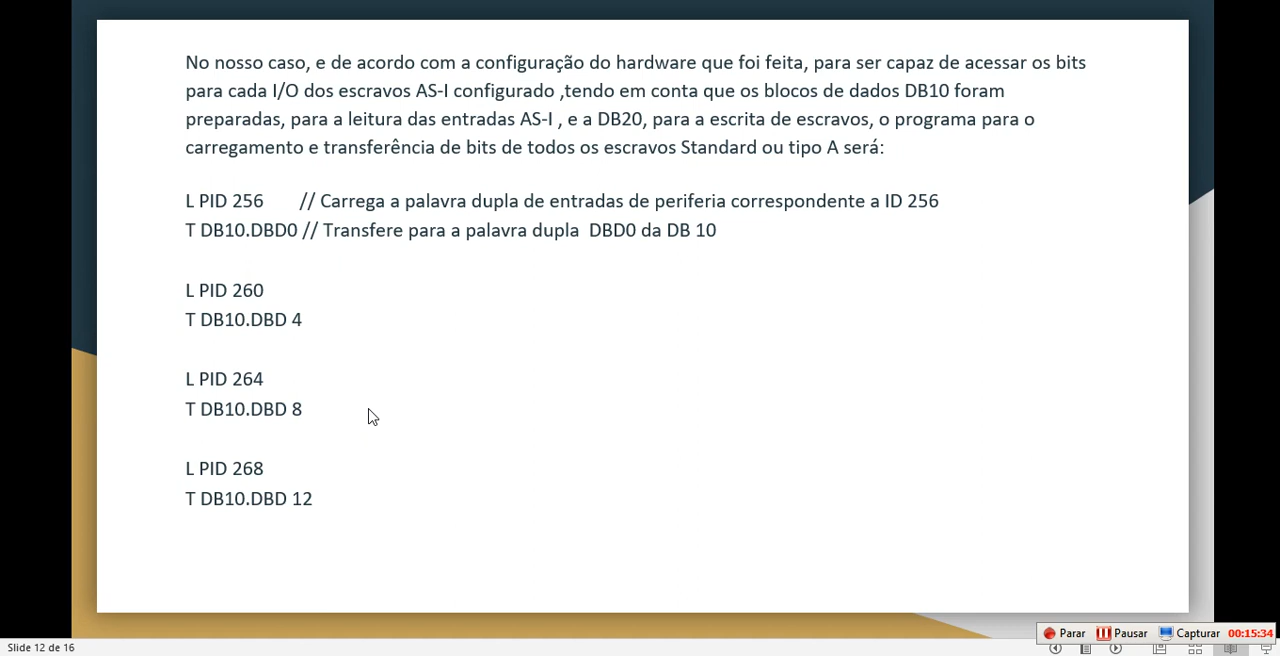 No nosso caso, e de acordo com a configuração do hardware que foi feita, para ser capaz de acessar os bits
para cada I/O dos escravos AS-I configurado ,tendo em conta que os blocos de dados DB10 foram
preparadas, para a leitura das entradas AS-I , e a DB20, para a escrita de escravos, o programa para o
carregamento e transferência de bits de todos os escravos Standard ou tipo A será:
L PID 256 // Carrega a palavra dupla de entradas de periferia correspondente a ID 256
T DB10.DBD0 // Transfere para a palavra dupla DBD0 da DB 10
L PID 260
T DB10.DBD 4
L PID 264
T DB10.DBD 8
L PID 268
T DB10.DBD 12
Parar Pausar Capturar 00:15:34
Slide 12 de 16